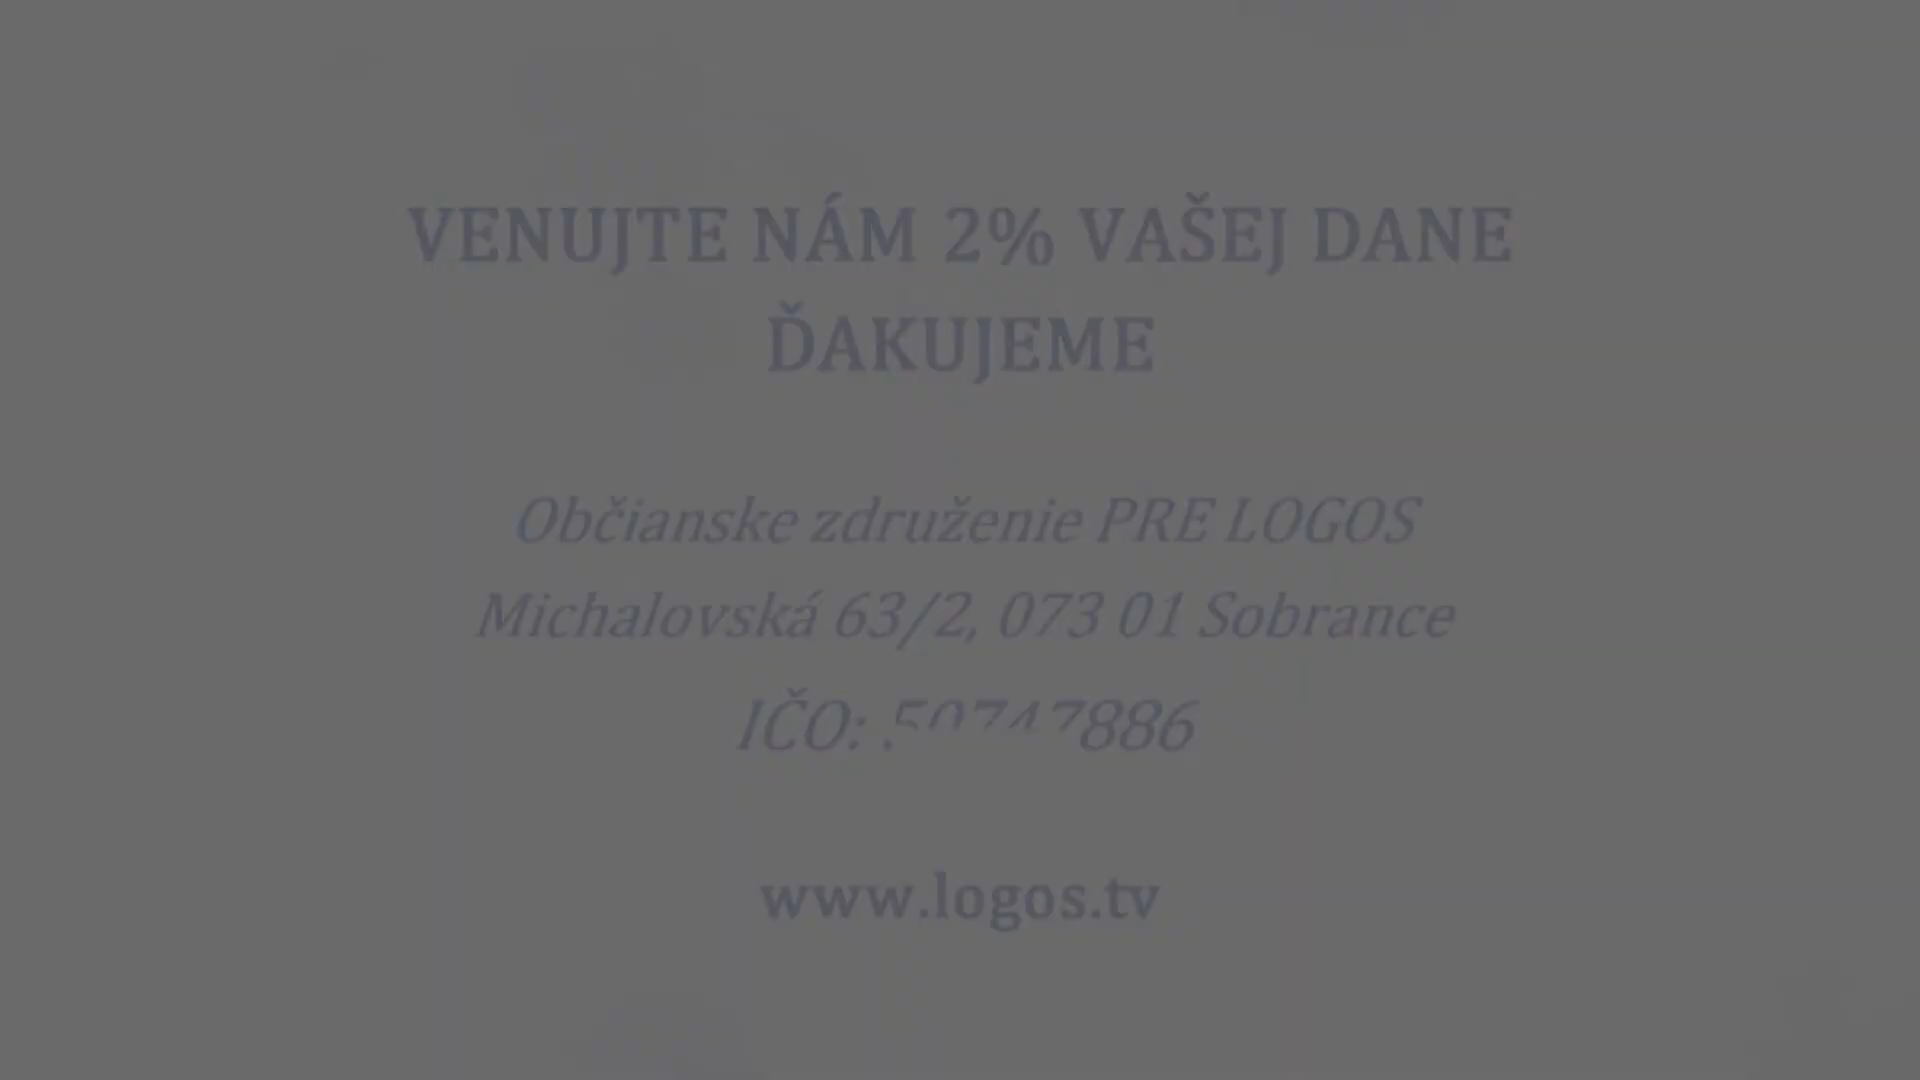 VENUJTE NÁM 2% VAŠEJ DANE
ĎAKUJEME
Občianske združenie PRE LOGOS
Michalovská 63/2, 073 01 Sobrance
IČO:
www.logos.tv